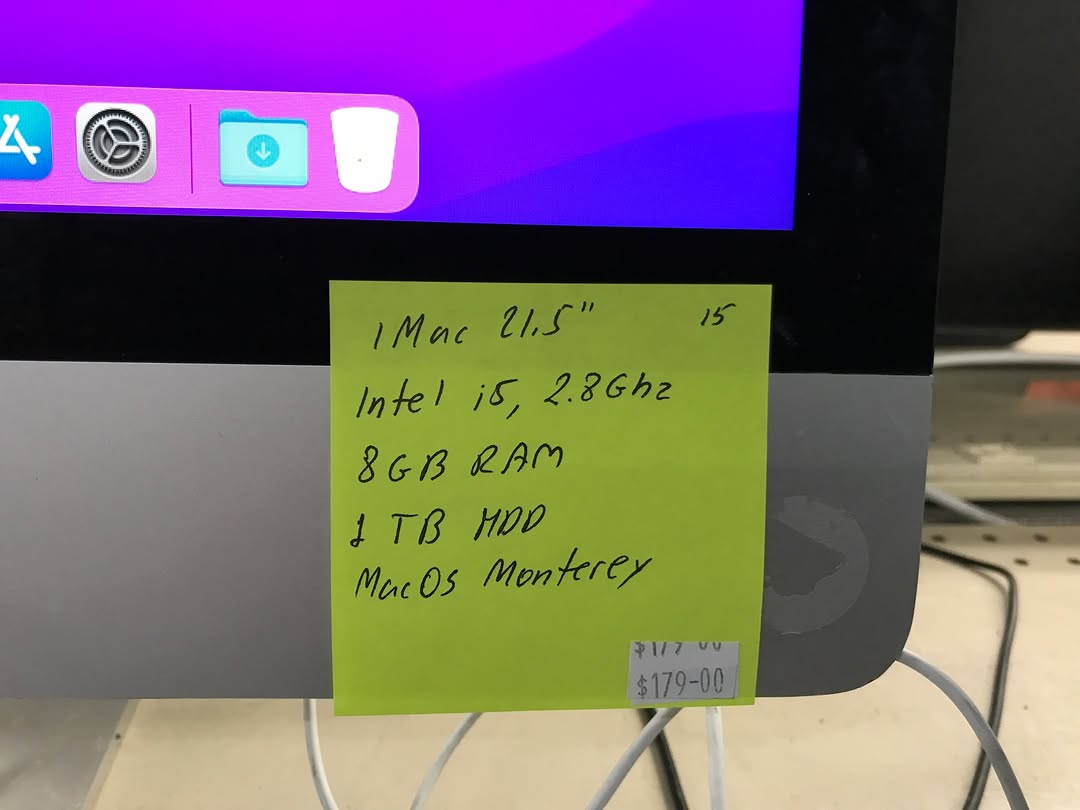 iMac 21.5" 15
Intel i5, 2.8Ghz
8GB RAM
1 TB HDD
MacOS Monterey
$179-00